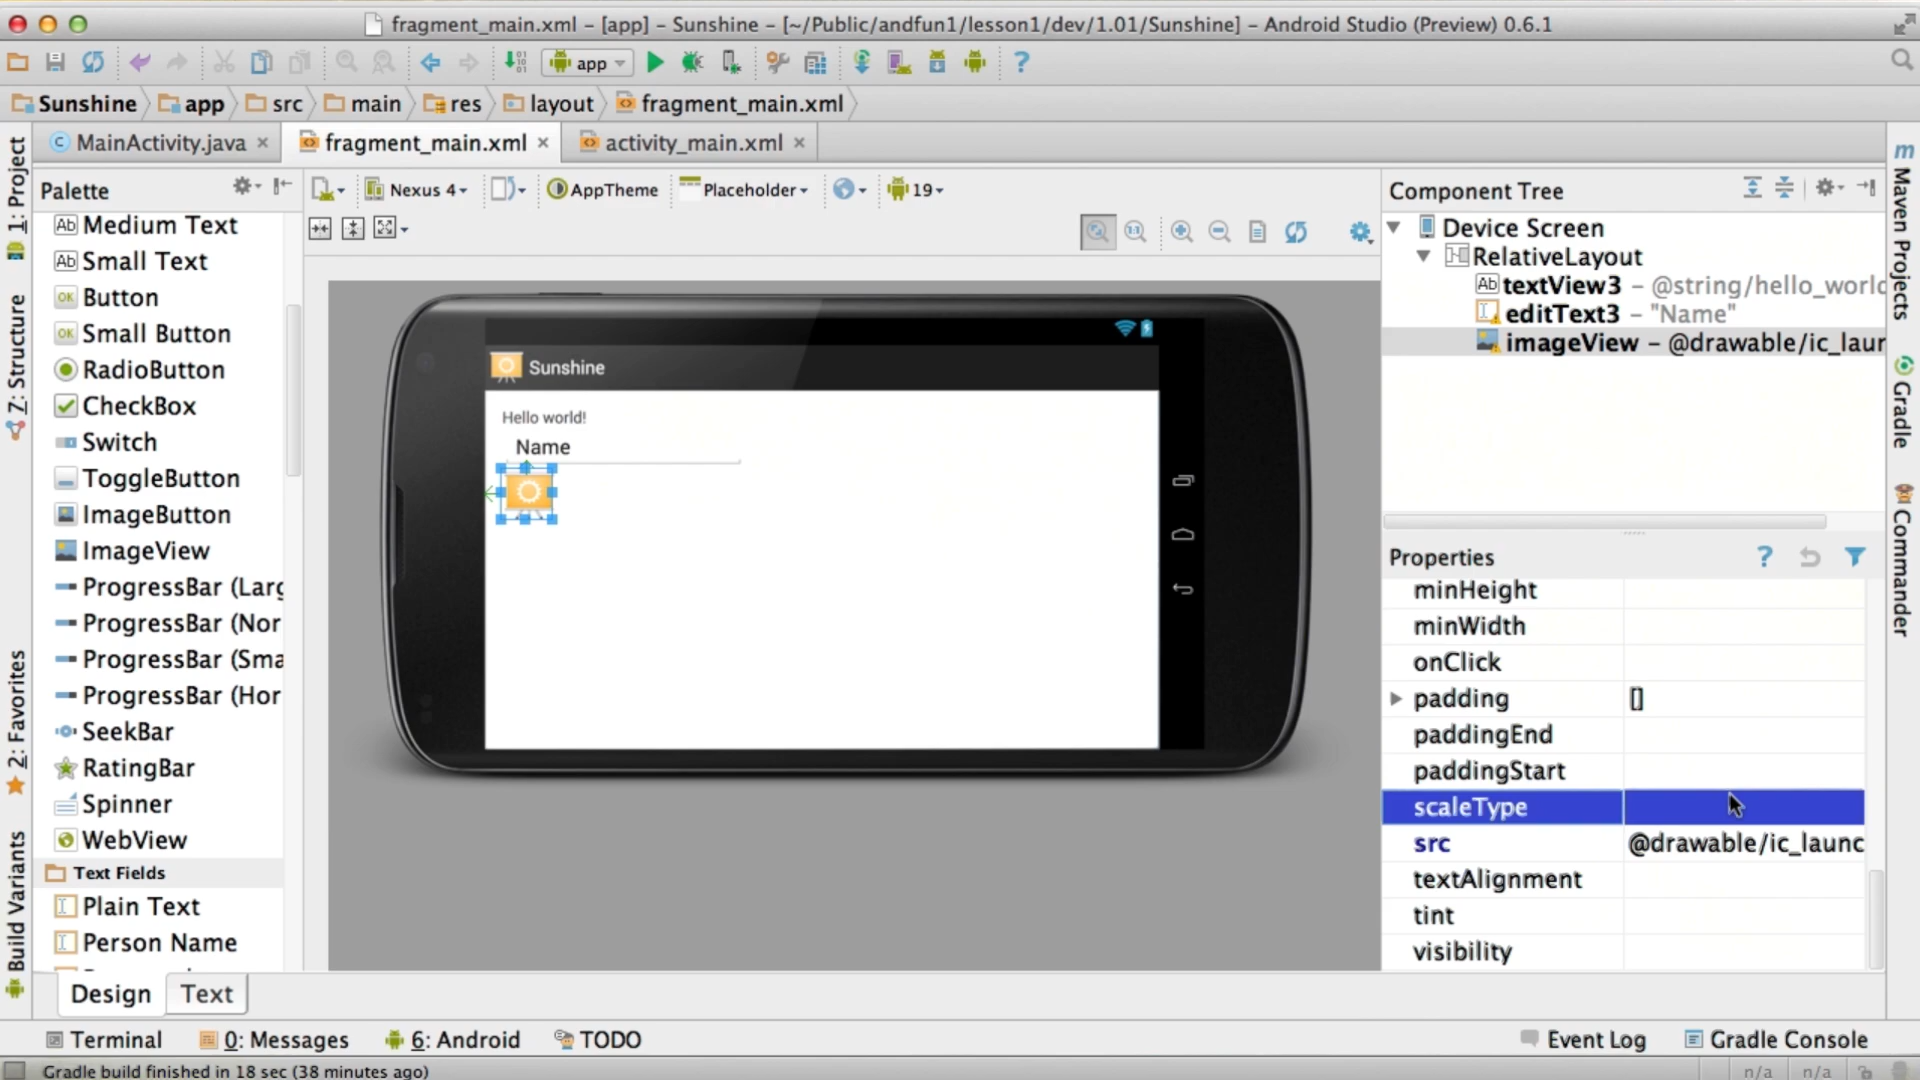 fragment_main.xml – [app] – Sunshine – [~/Public/andfun1/lesson1/dev/1.01/Sunshine] – Android Studio (Preview) 0.6.1
app
Sunshine app src main res layout fragment_main.xml
MainActivity.java fragment_main.xml activity_main.xml
1: Project
Z: Structure
2: Favorites
Build Variants
Palette
Medium Text
Small Text
Button
Small Button
RadioButton
CheckBox
Switch
ToggleButton
ImageButton
ImageView
ProgressBar (Larg
ProgressBar (Nor
ProgressBar (Sma
ProgressBar (Hor
SeekBar
RatingBar
Spinner
WebView
Text Fields
Plain Text
Person Name
Design Text
Nexus 4 AppTheme Placeholder 19
Sunshine
Hello world!
Name
Component Tree
Device Screen
RelativeLayout
textView3 – @string/hello_world
editText3 – "Name"
imageView – @drawable/ic_laun
Properties
minHeight
minWidth
onClick
padding []
paddingEnd
paddingStart
scaleType
src @drawable/ic_launc
textAlignment
tint
visibility
Maven Projects
Gradle
Commander
Terminal 0: Messages 6: Android TODO Event Log Gradle Console
Gradle build finished in 18 sec (38 minutes ago) n/a n/a